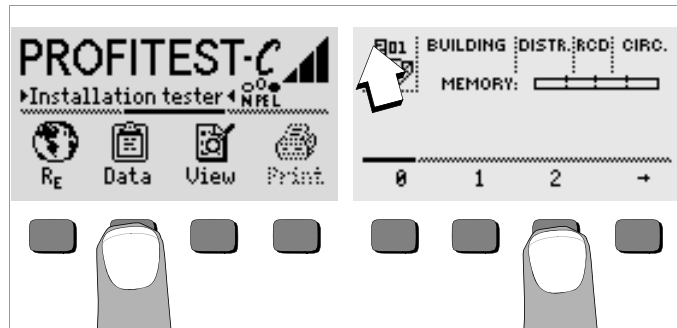 PROFITEST-C
▸Installation tester◂ N PE L
RE Data View Print
01 BUILDING DISTR. RCD CIRC.
MEMORY:
0 1 2 →